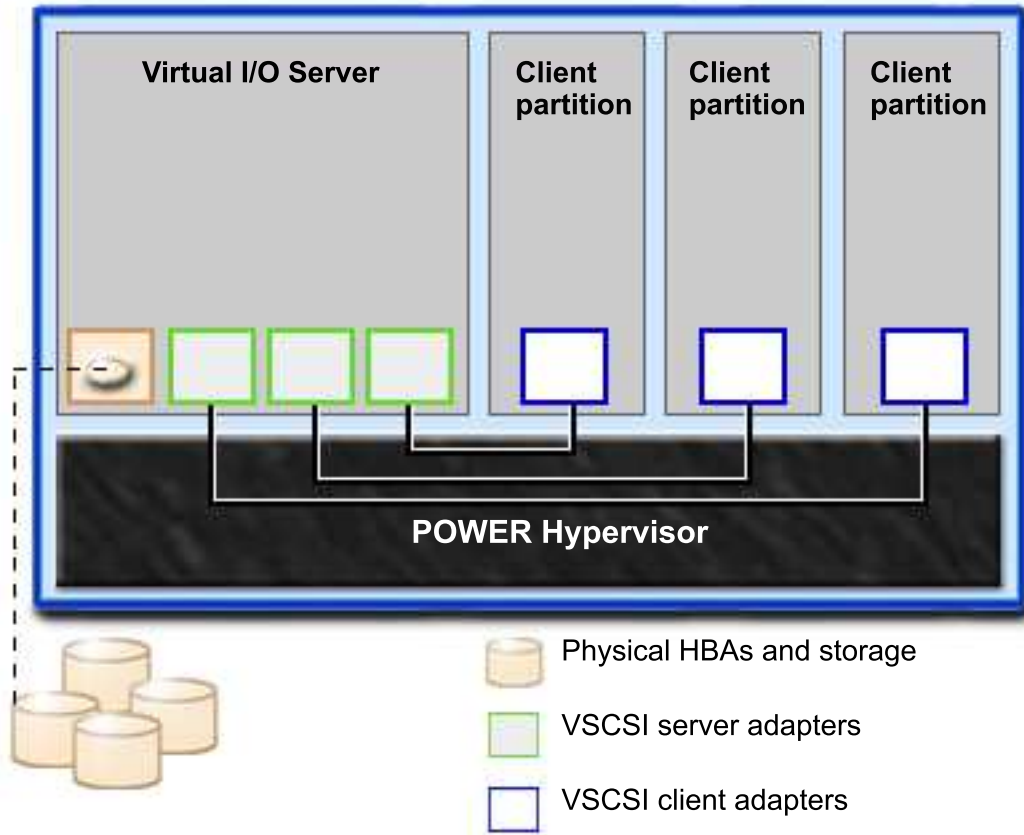 Virtual I/O Server
Client
partition
Client
partition
Client
partition
POWER Hypervisor
Physical HBAs and storage
VSCSI server adapters
VSCSI client adapters